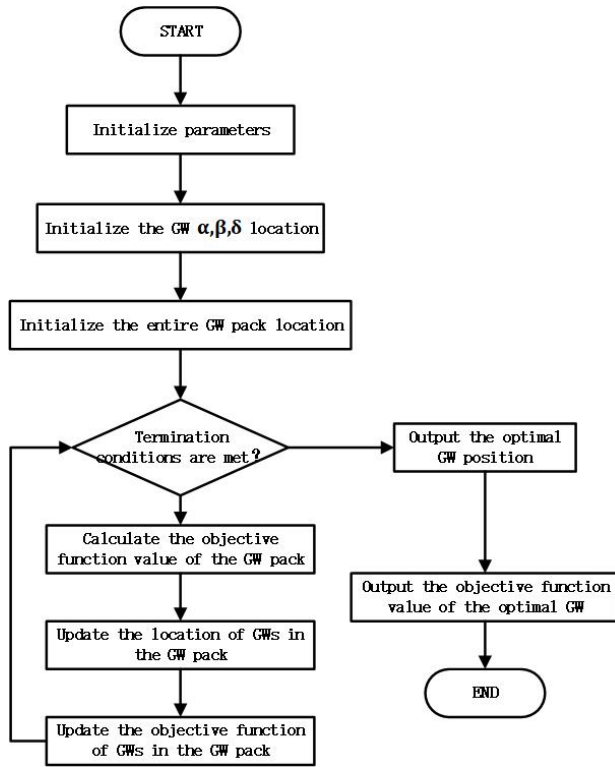 START
Initialize parameters
Initialize the GW α,β,δ location
Initialize the entire GW pack location
Termination
conditions are met?
Output the optimal
GW position
Calculate the objective
function value of the GW pack
Output the objective function
value of the optimal GW
Update the location of GWs in
the GW pack
END
Update the objective function
of GWs in the GW pack